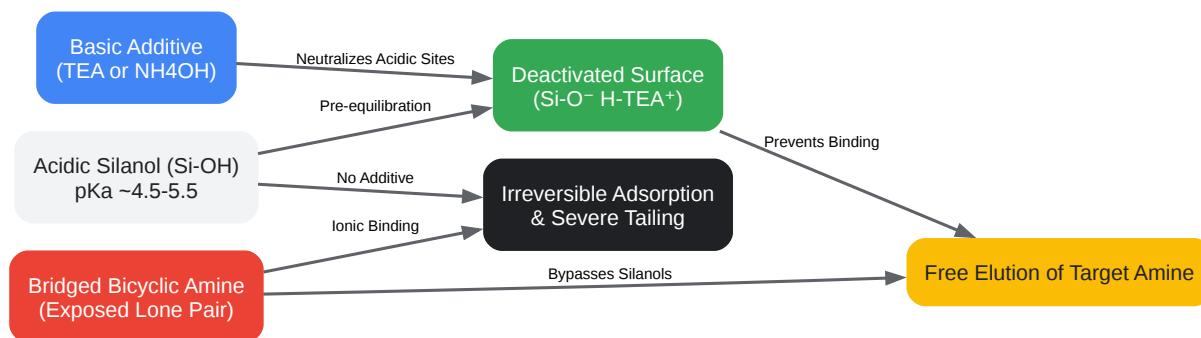 Basic Additive
(TEA or NH4OH)
Neutralizes Acidic Sites
Deactivated Surface
(Si-O⁻ H-TEA⁺)
Pre-equilibration
Prevents Binding
Acidic Silanol (Si-OH)
pKa ~4.5-5.5
No Additive
Irreversible Adsorption
& Severe Tailing
Ionic Binding
Bridged Bicyclic Amine
(Exposed Lone Pair)
Bypasses Silanols
Free Elution of Target Amine